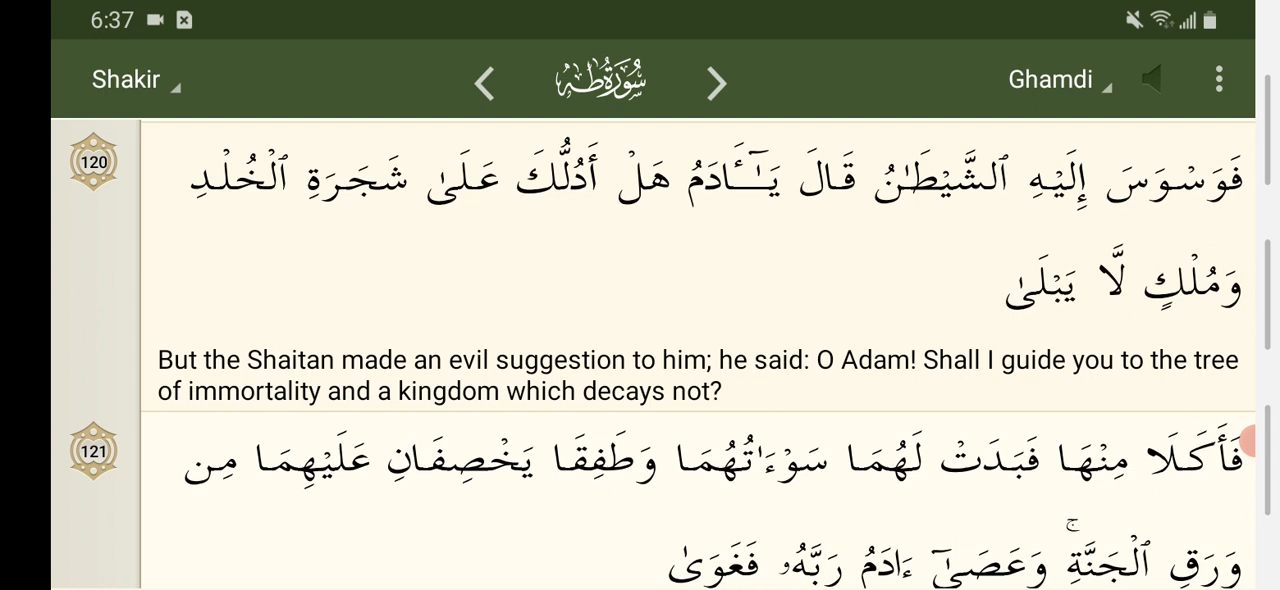 6:37
Shakir
سُورَةُ طه
Ghamdi
120
فَوَسْوَسَ إِلَيْهِ ٱلشَّيْطَـٰنُ قَالَ يَـٰٓـَٔادَمُ هَلْ أَدُلُّكَ عَلَىٰ شَجَرَةِ ٱلْخُلْدِ
وَمُلْكٍ لَّا يَبْلَىٰ
But the Shaitan made an evil suggestion to him; he said: O Adam! Shall I guide you to the tree
of immortality and a kingdom which decays not?
121
فَأَكَلَا مِنْهَا فَبَدَتْ لَهُمَا سَوْءَٰتُهُمَا وَطَفِقَا يَخْصِفَانِ عَلَيْهِمَا مِن
وَرَقِ ٱلْجَنَّةِ ۚ وَعَصَىٰٓ ءَادَمُ رَبَّهُۥ فَغَوَىٰ